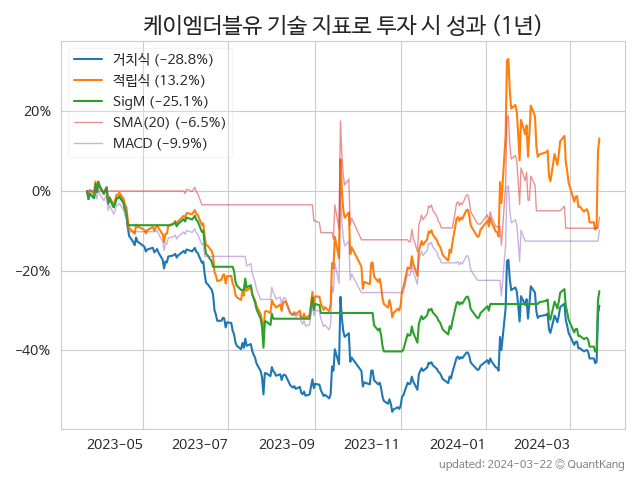 케이엠더블유 기술 지표로 투자 시 성과 (1년)
거치식 (−28.8%)
적립식 (13.2%)
SigM (−25.1%)
SMA(20) (−6.5%)
MACD (−9.9%)
20%
0%
−20%
−40%
2023-05 2023-07 2023-09 2023-11 2024-01 2024-03
updated: 2024-03-22 © QuantKang